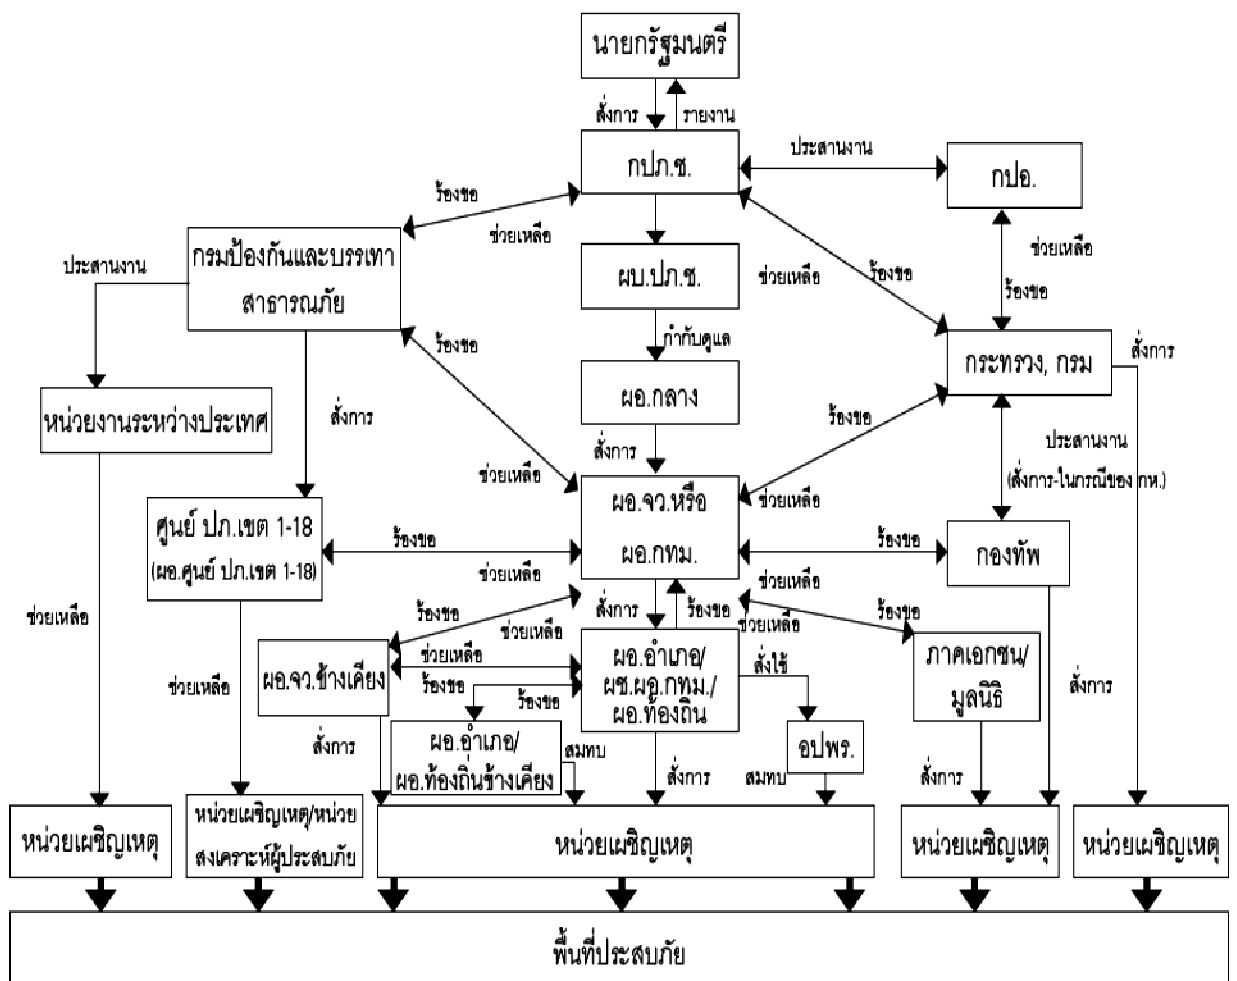 นายกรัฐมนตรี
สั่งการ
รายงาน
กปภ.ช.
ประสานงาน
กปอ.
ร้องขอ
ช่วยเหลือ
กรมป้องกันและบรรเทา
สาธารณภัย
ประสานงาน
ผบ.ปภ.ช.
ช่วยเหลือ
ร้องขอ
ช่วยเหลือ
ร้องขอ
ร้องขอ
กำกับดูแล
กระทรวง, กรม
สั่งการ
หน่วยงานระหว่างประเทศ
สั่งการ
ผอ.กลาง
ร้องขอ
สั่งการ
ประสานงาน
(สั่งการ-ในกรณีของ กห.)
ช่วยเหลือ
ผอ.จว.หรือ
ผอ.กทม.
ช่วยเหลือ
ศูนย์ ปภ.เขต 1-18
(ผอ.ศูนย์ ปภ.เขต 1-18)
ร้องขอ
ร้องขอ
กองทัพ
ช่วยเหลือ
ช่วยเหลือ
ช่วยเหลือ
ร้องขอ
ช่วยเหลือ
สั่งการ
ร้องขอ
ช่วยเหลือ
ร้องขอ
ผอ.จว.ข้างเคียง
ช่วยเหลือ
ร้องขอ
ร้องขอ
ผอ.อำเภอ/
ผช.ผอ.กทม./
ผอ.ท้องถิ่น
สั่งใช้
ภาคเอกชน/
มูลนิธิ
สั่งการ
ช่วยเหลือ
สั่งการ
ผอ.อำเภอ/
ผอ.ท้องถิ่นข้างเคียง
สมทบ
สั่งการ
อปพร.
สมทบ
สั่งการ
หน่วยเผชิญเหตุ
หน่วยเผชิญเหตุ/หน่วย
สงเคราะห์ผู้ประสบภัย
หน่วยเผชิญเหตุ
หน่วยเผชิญเหตุ
หน่วยเผชิญเหตุ
พื้นที่ประสบภัย